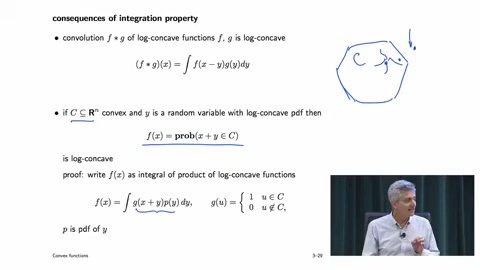 consequences of integration property
• convolution f ∗ g of log-concave functions f, g is log-concave
(f ∗ g)(x) = ∫ f(x − y)g(y)dy
C
• if C ⊆ Rⁿ convex and y is a random variable with log-concave pdf then
f(x) = prob(x + y ∈ C)
is log-concave
proof: write f(x) as integral of product of log-concave functions
f(x) = ∫ g(x + y)p(y) dy, g(u) = { 1 u ∈ C
0 u ∉ C,
p is pdf of y
Convex functions 3–29